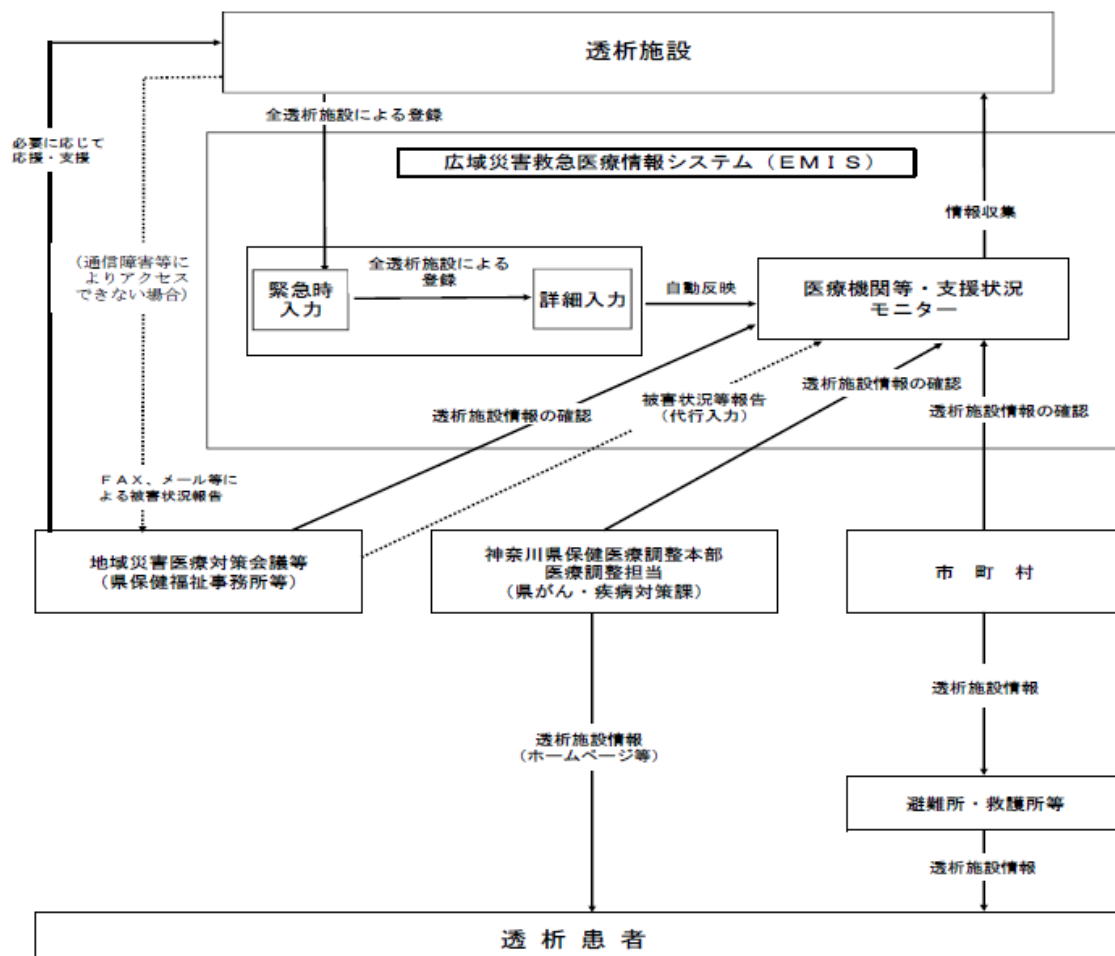 透析施設
全透析施設による登録
必要に応じて
応援・支援
広域災害救急医療情報システム（ＥＭＩＳ）
情報収集
（通信障害等に
よりアクセス
できない場合）
全透析施設による
登録
緊急時
入力
詳細入力
自動反映
医療機関等・支援状況
モニター
透析施設情報の確認
被害状況等報告
（代行入力）
透析施設情報の確認
透析施設情報の確認
ＦＡＸ、メール等に
よる被害状況報告
地域災害医療対策会議等
（県保健福祉事務所等）
神奈川県保健医療調整本部
医療調整担当
（県がん・疾病対策課）
市町村
透析施設情報
透析施設情報
（ホームページ等）
避難所・救護所等
透析施設情報
透析患者